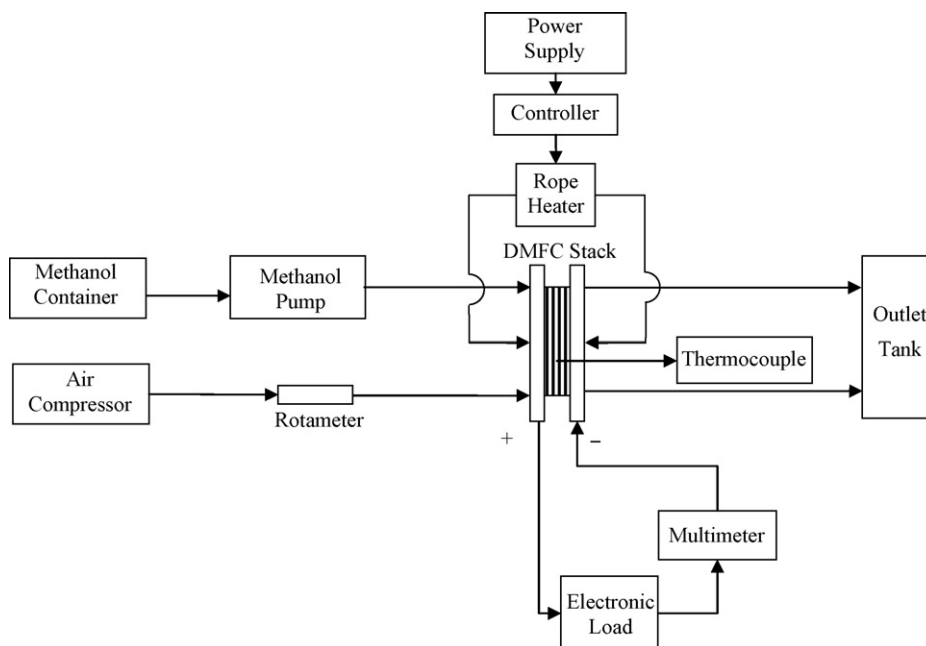 Power
Supply
Controller
Rope
Heater
DMFC Stack
Methanol
Container
Methanol
Pump
Outlet
Tank
Thermocouple
Air
Compressor
Rotameter
+
−
Multimeter
Electronic
Load